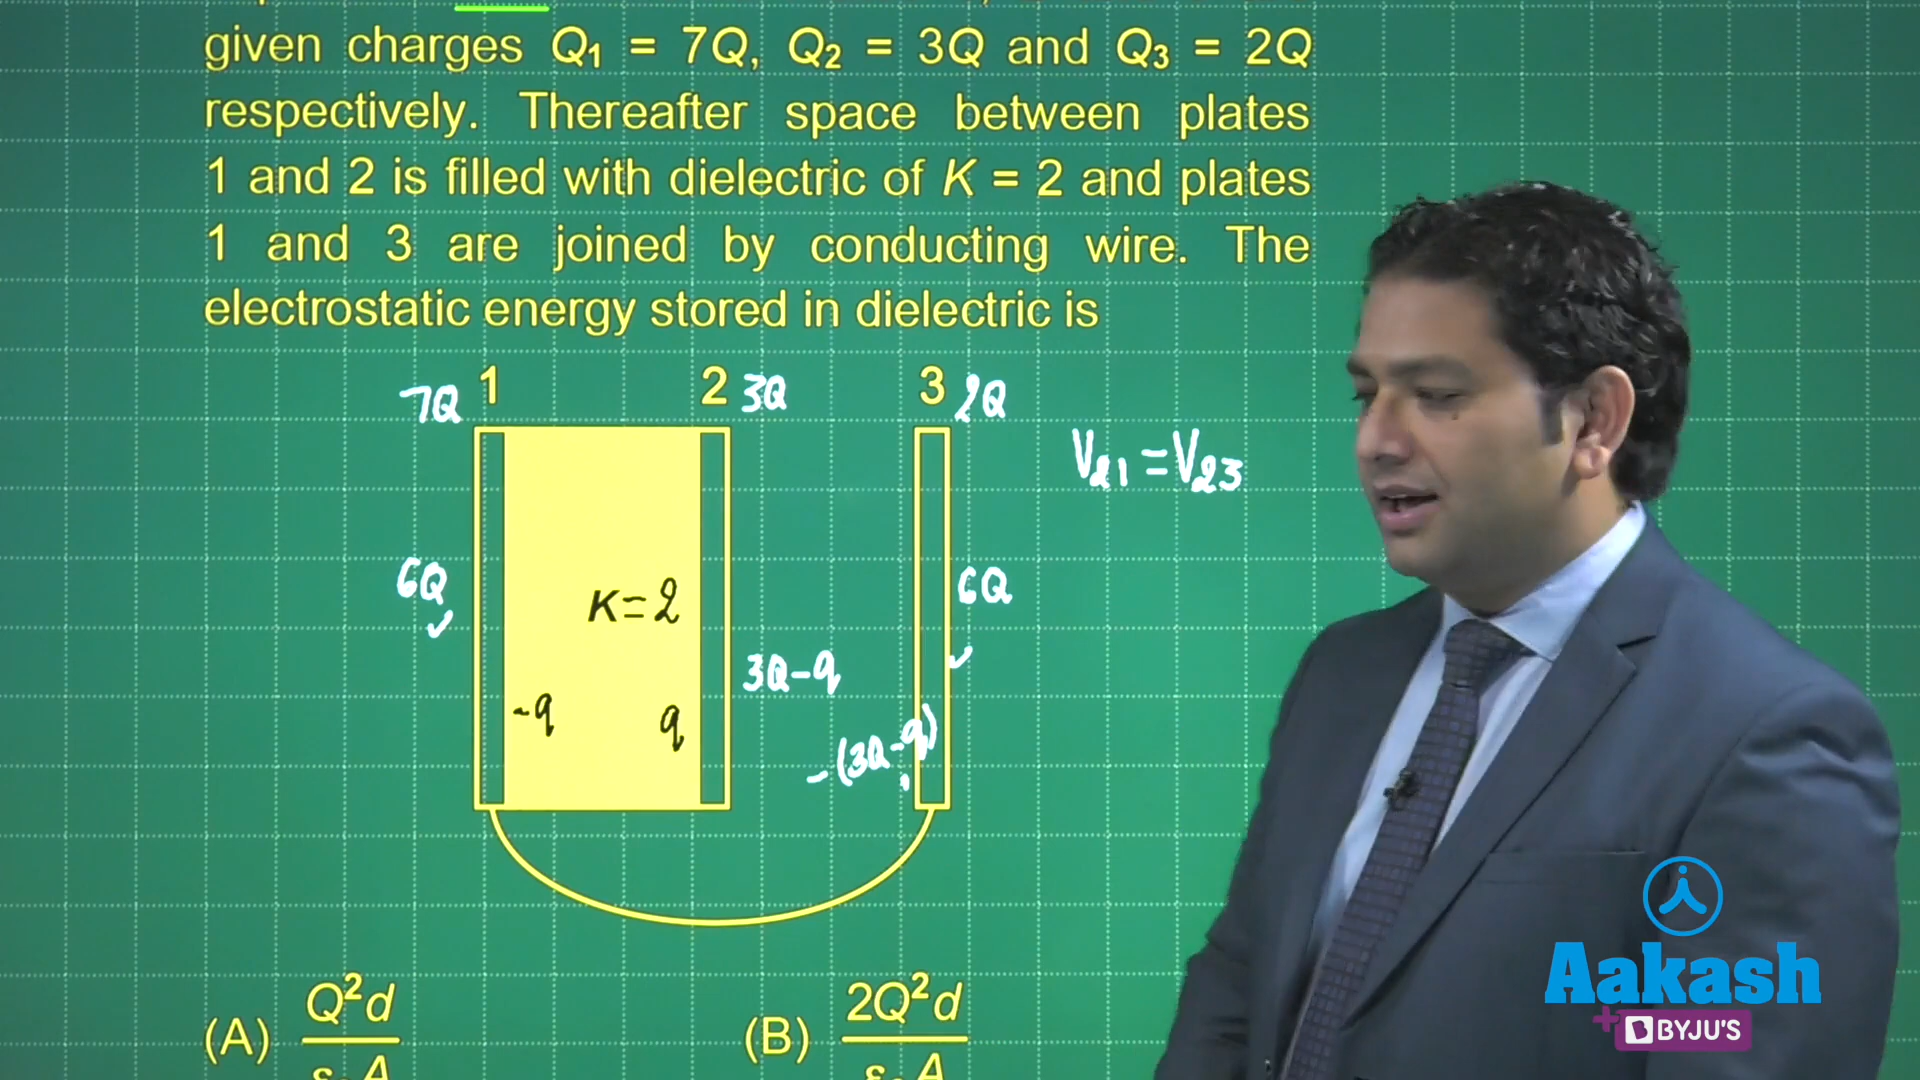 given charges Q₁ = 7Q, Q₂ = 3Q and Q₃ = 2Q
respectively. Thereafter space between plates
1 and 2 is filled with dielectric of K = 2 and plates
1 and 3 are joined by conducting wire. The
electrostatic energy stored in dielectric is
7Q 1 2 3Q 3 2Q
V₂₁ = V₂₃
6Q K = 2 6Q
3Q-q
-q q -(3Q-q)
(A) Q²d (B) 2Q²d
Aakash
+ BYJU'S